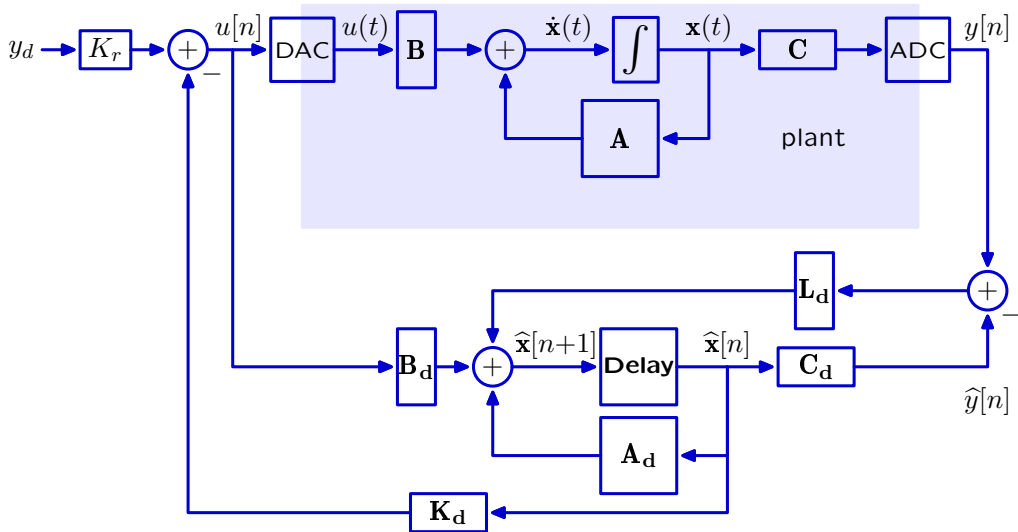 y_d
K_r
+
−
u[n]
DAC
u(t)
B
+
ẋ(t)
∫
x(t)
C
ADC
y[n]
A
plant
L_d
+
−
B_d
+
x̂[n+1]
Delay
x̂[n]
C_d
ŷ[n]
A_d
K_d